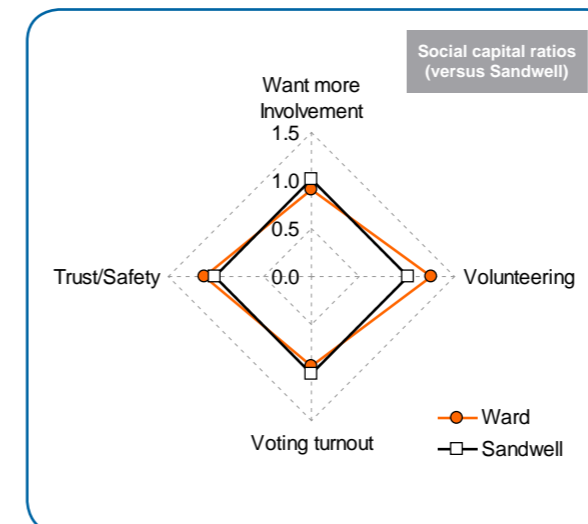 Social capital ratios
(versus Sandwell)
Want more
Involvement
1.5
1.0
0.5
0.0
Trust/Safety
Volunteering
Voting turnout
Ward
Sandwell